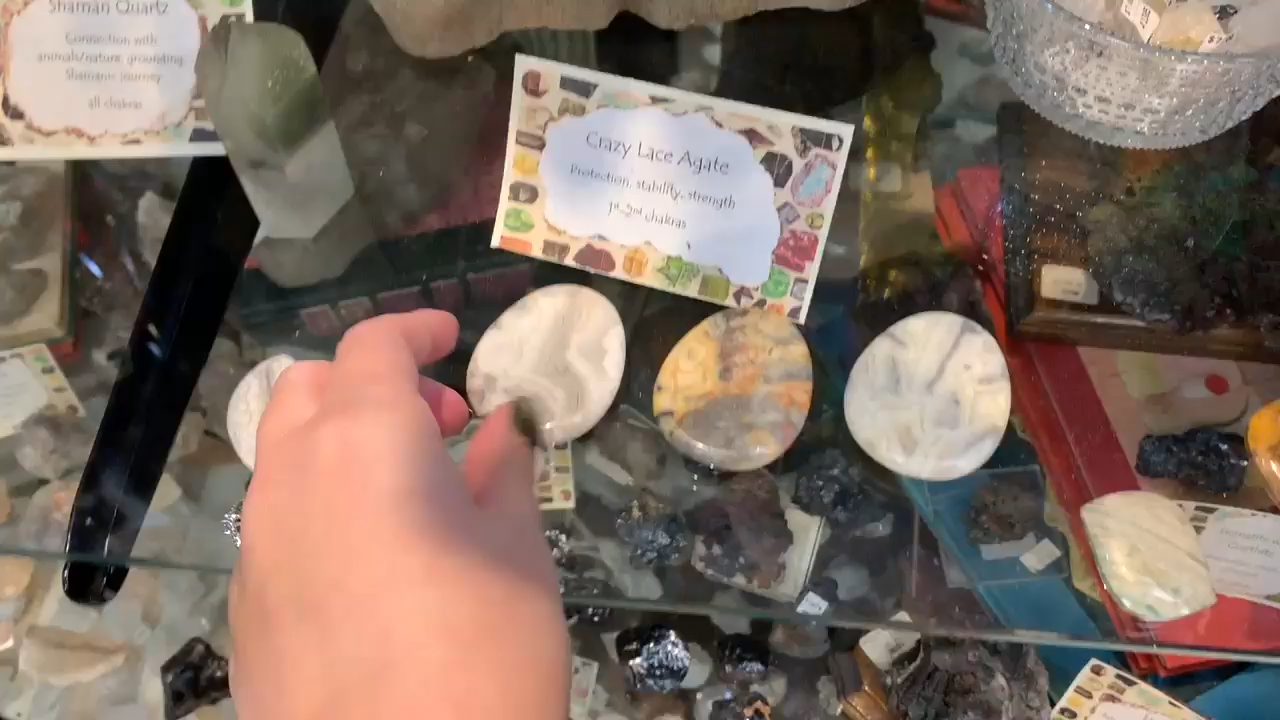 Shaman Quartz
Connection with
animals/nature, grounding,
Shamanic journey
all chakras
Crazy Lace Agate
Protection, stability, strength
1st, 2nd chakras